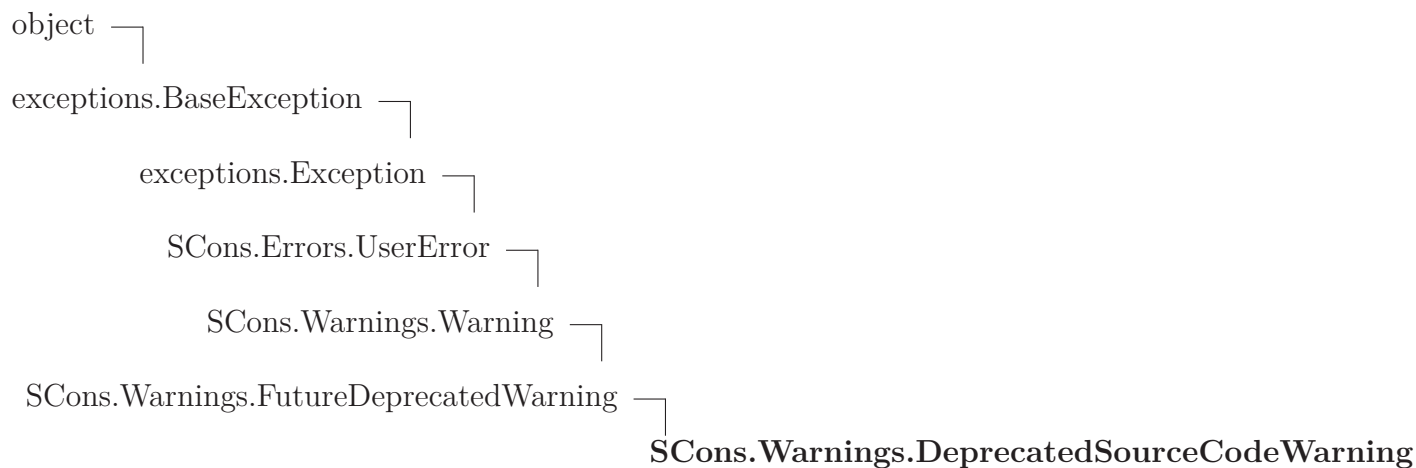 object
exceptions.BaseException
exceptions.Exception
SCons.Errors.UserError
SCons.Warnings.Warning
SCons.Warnings.FutureDeprecatedWarning
SCons.Warnings.DeprecatedSourceCodeWarning